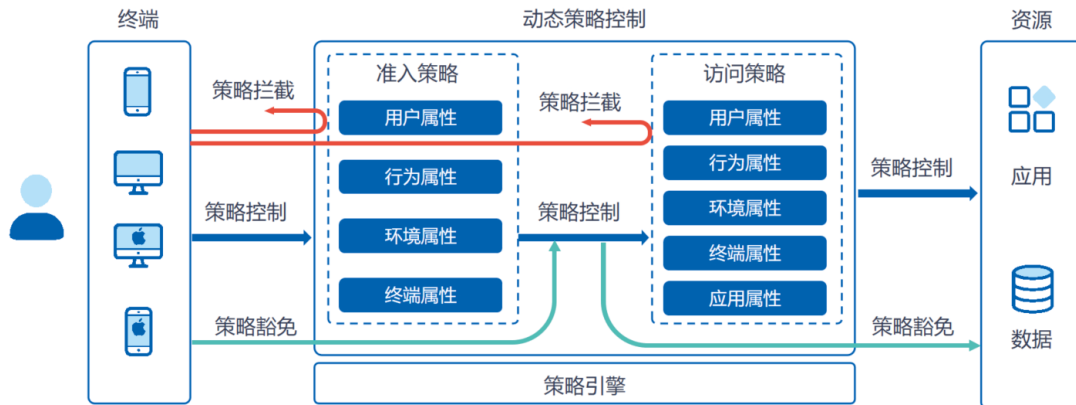 终端
动态策略控制
资源
准入策略
访问策略
策略拦截
策略拦截
用户属性
用户属性
行为属性
行为属性
策略控制
应用
策略控制
环境属性
策略控制
环境属性
终端属性
终端属性
应用属性
策略豁免
策略豁免
数据
策略引擎